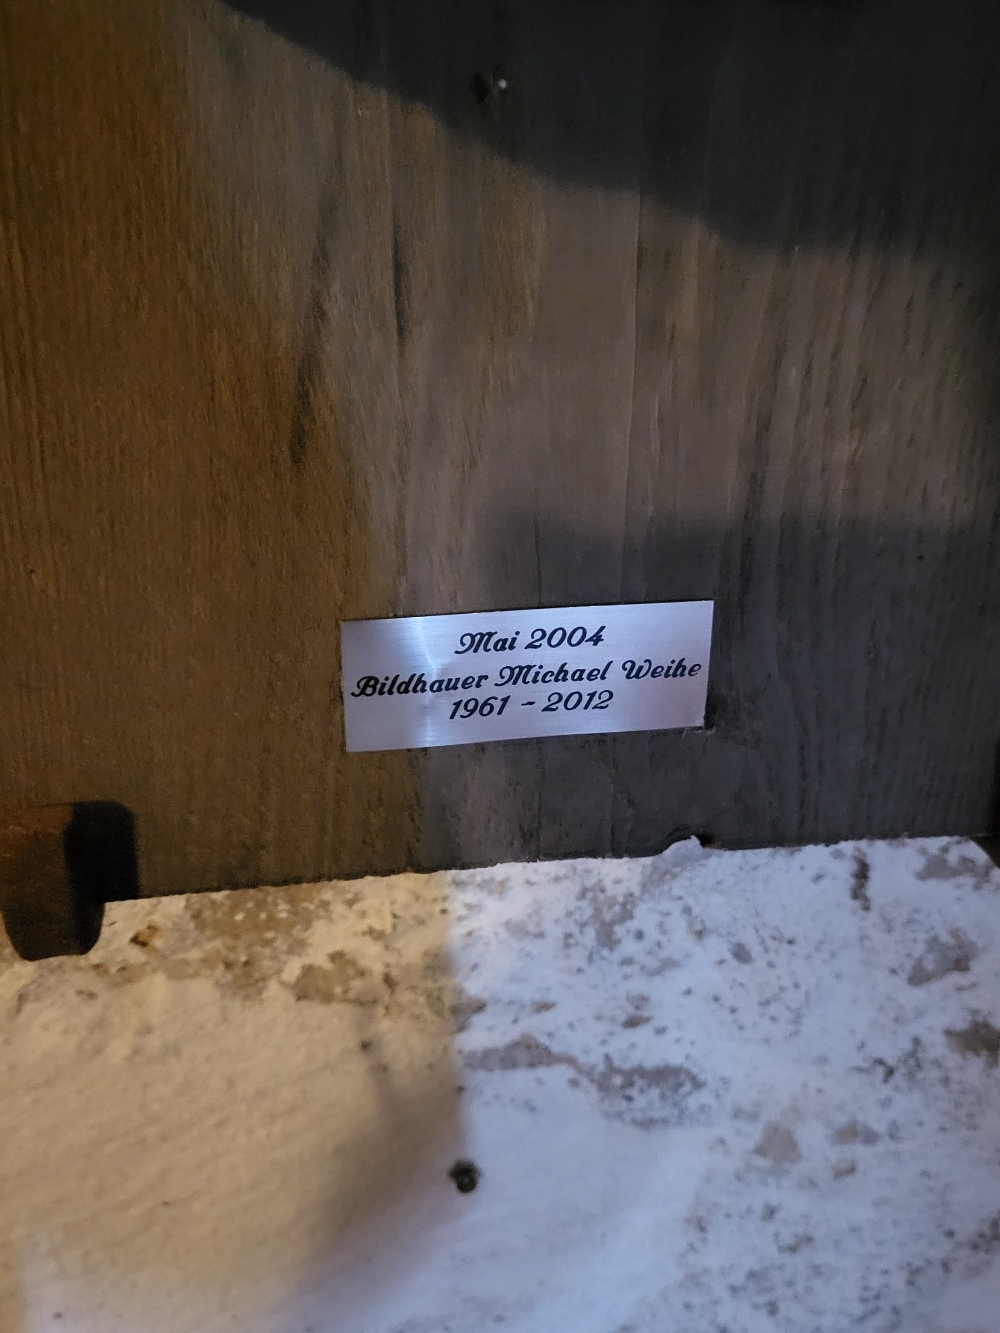 Mai 2004
Bildhauer Michael Weihe
1961 - 2012